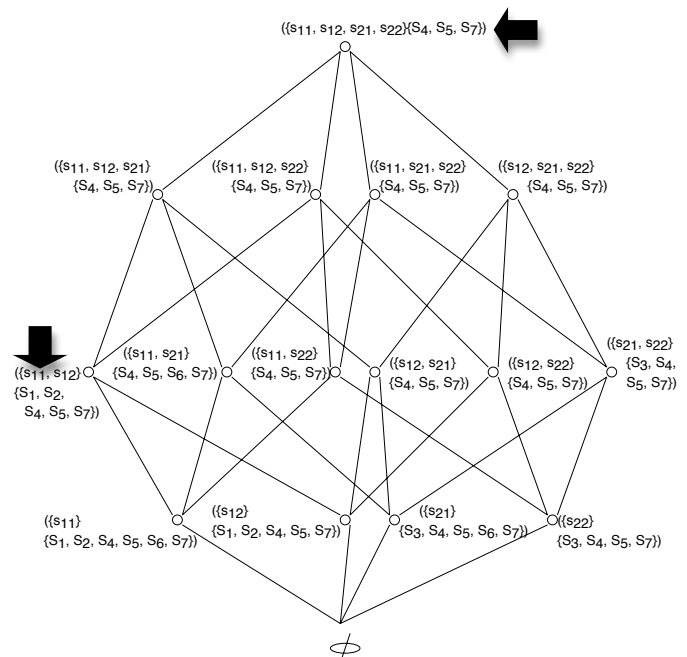 ({s11, s12, s21, s22}{S4, S5, S7})
({s11, s12, s21}
{S4, S5, S7})
({s11, s12, s22}
{S4, S5, S7})
({s11, s21, s22}
{S4, S5, S7})
({s12, s21, s22}
{S4, S5, S7})
({s11, s12}
{S1, S2,
S4, S5, S7})
({s11, s21}
{S4, S5, S6, S7})
({s11, s22}
{S4, S5, S7})
({s12, s21}
{S4, S5, S7})
({s12, s22}
{S4, S5, S7})
({s21, s22}
{S3, S4,
S5, S7})
({s11}
{S1, S2, S4, S5, S6, S7})
({s12}
{S1, S2, S4, S5, S7})
({s21}
{S3, S4, S5, S6, S7})
({s22}
{S3, S4, S5, S7})